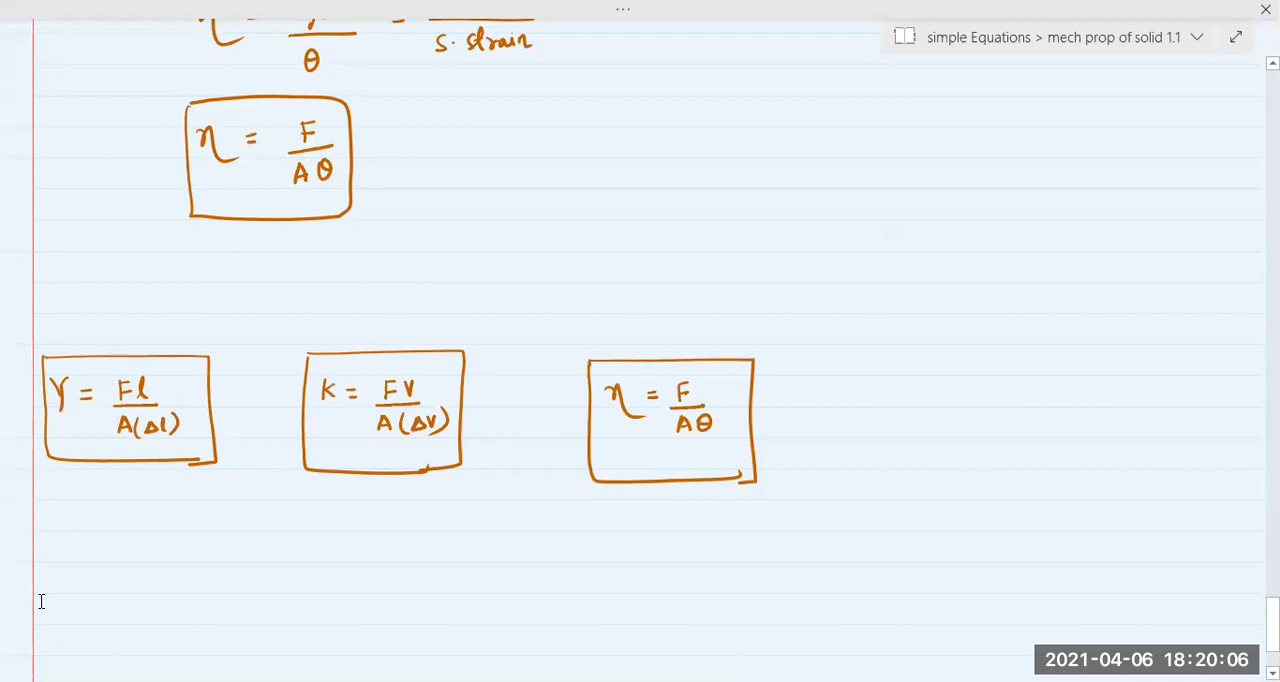 simple Equations > mech prop of solid 1.1
θ
s. strain
η = F / Aθ
Y = Fl / A(Δl)
K = FV / A(ΔV)
η = F / Aθ
2021-04-06 18:20:06